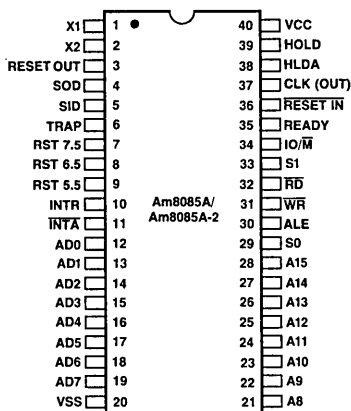 X1 1 40 VCC
X2 2 39 HOLD
RESET OUT 3 38 HLDA
SOD 4 37 CLK (OUT)
SID 5 36 RESET IN
TRAP 6 35 READY
RST 7.5 7 34 IO/M
RST 6.5 8 33 S1
RST 5.5 9 32 RD
INTR 10 Am8085A/ 31 WR
INTA 11 Am8085A-2 30 ALE
AD0 12 29 S0
AD1 13 28 A15
AD2 14 27 A14
AD3 15 26 A13
AD4 16 25 A12
AD5 17 24 A11
AD6 18 23 A10
AD7 19 22 A9
VSS 20 21 A8